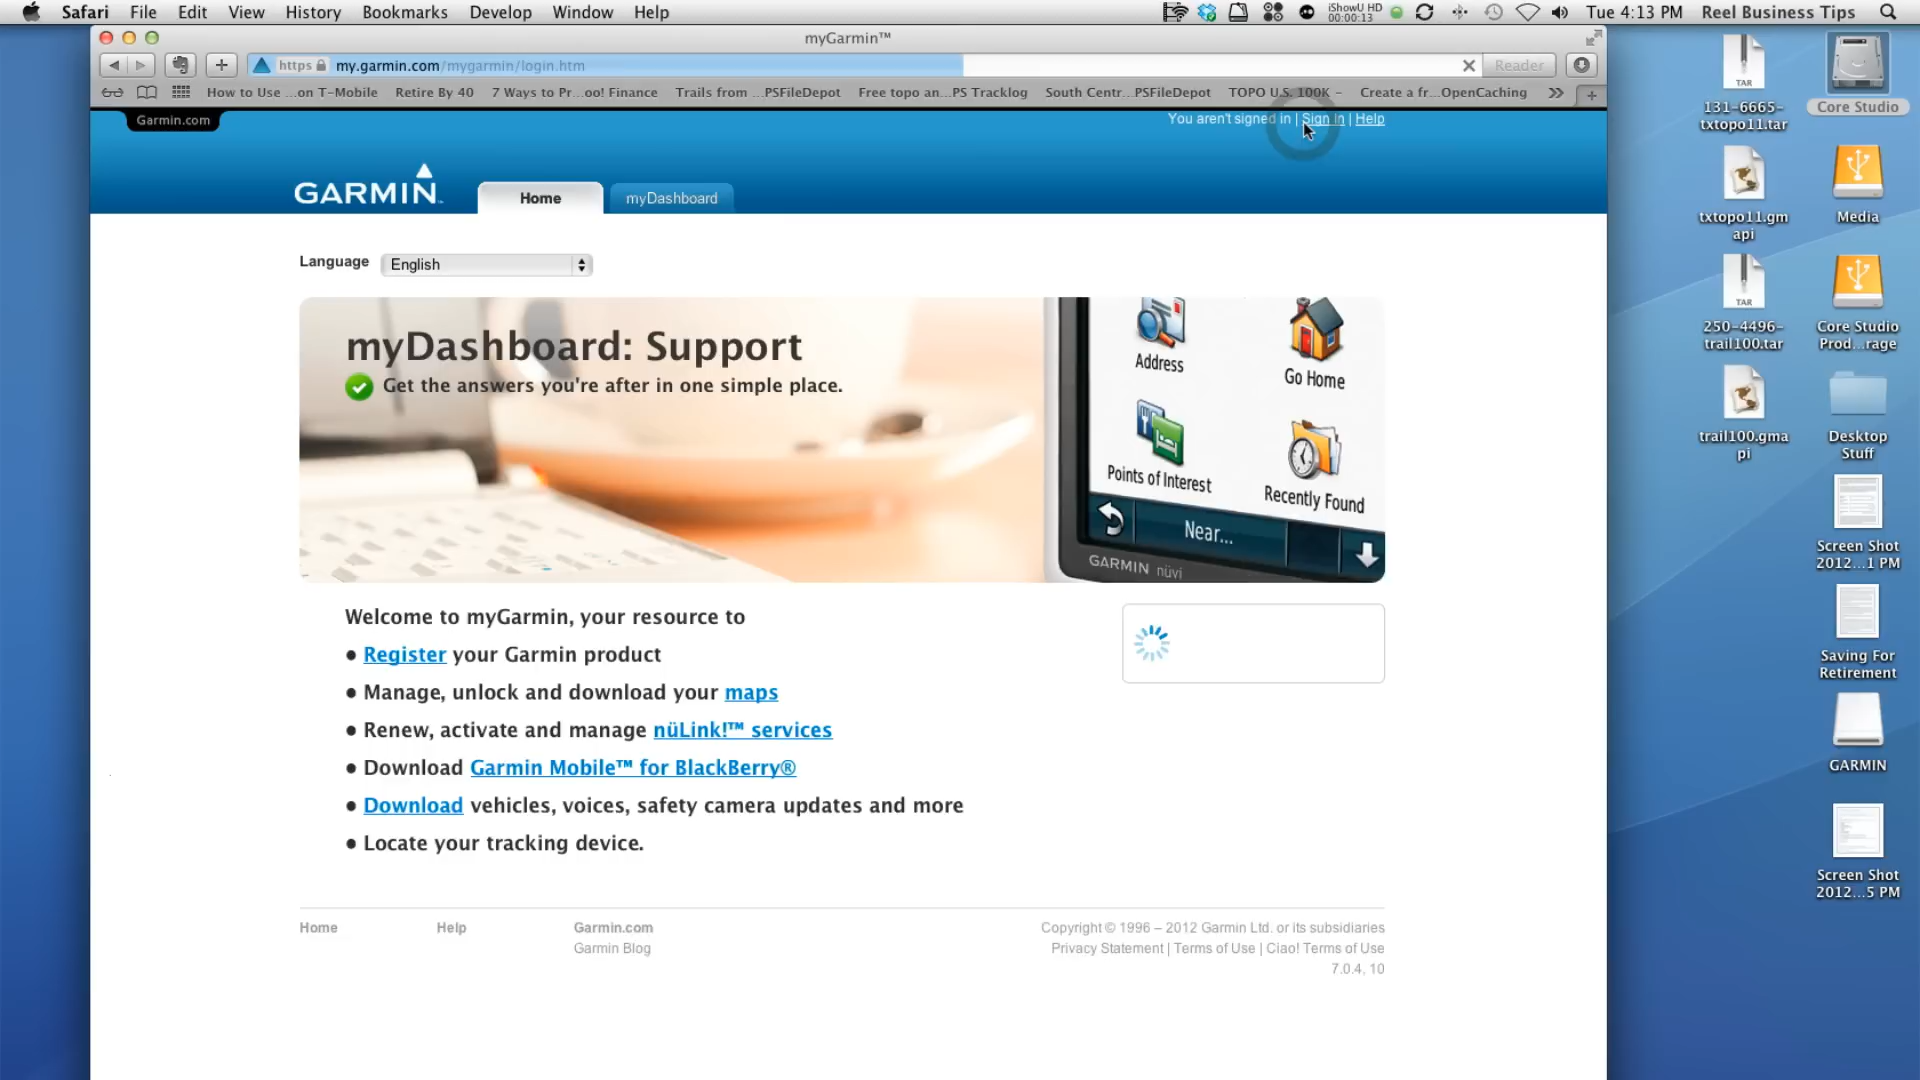 Safari File Edit View History Bookmarks Develop Window Help
iShowU HD
00:00:13
Tue 4:13 PM Reel Business Tips
myGarmin™
https my.garmin.com/mygarmin/login.htm
Reader
How to Use ...on T-Mobile Retire By 40 7 Ways to Pr...oo! Finance Trails from ...PSFileDepot Free topo an...PS Tracklog South Centr...PSFileDepot TOPO U.S. 100K - Create a fr...OpenCaching
Garmin.com
You aren't signed in | Sign In | Help
GARMIN
Home myDashboard
Language English
myDashboard: Support
Get the answers you're after in one simple place.
Address
Go Home
Points of Interest
Recently Found
Near...
GARMIN nüvi
Welcome to myGarmin, your resource to
• Register your Garmin product
• Manage, unlock and download your maps
• Renew, activate and manage nüLink!™ services
• Download Garmin Mobile™ for BlackBerry®
• Download vehicles, voices, safety camera updates and more
• Locate your tracking device.
Home Help Garmin.com
Garmin Blog
Copyright © 1996 – 2012 Garmin Ltd. or its subsidiaries
Privacy Statement | Terms of Use | Ciao! Terms of Use
7.0.4, 10
TAR
131-6665-
txtopo11.tar
Core Studio
txtopo11.gm
api
Media
TAR
250-4496-
trail100.tar
Core Studio
Prod...rage
trail100.gma
pi
Desktop
Stuff
Screen Shot
2012...1 PM
Saving For
Retirement
GARMIN
Screen Shot
2012...5 PM